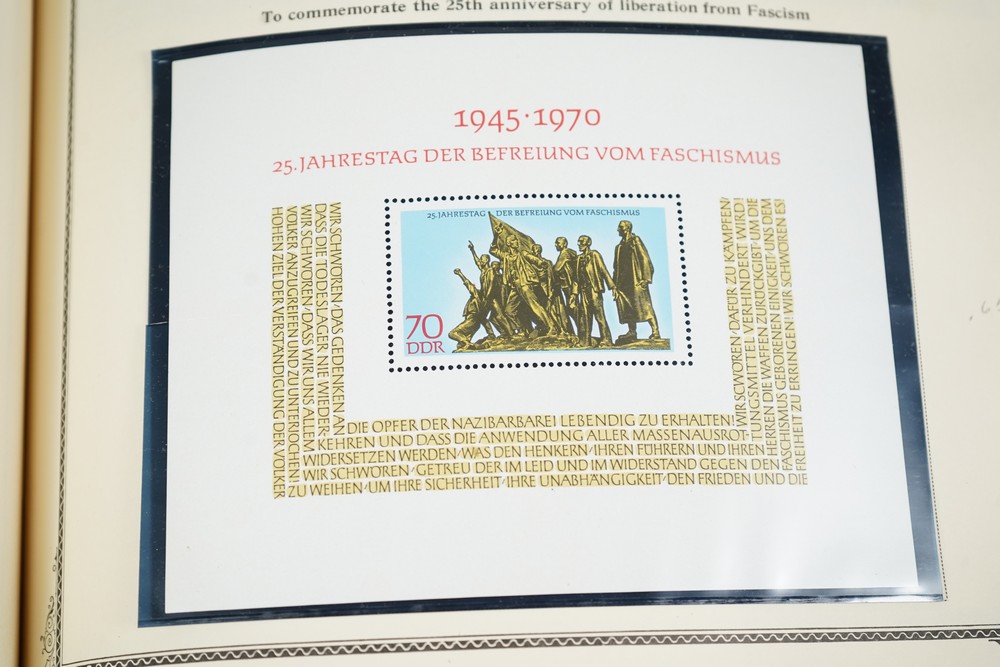 To commemorate the 25th anniversary of liberation from Fascism
1945·1970
25. JAHRESTAG DER BEFREIUNG VOM FASCHISMUS
25. JAHRESTAG DER BEFREIUNG VOM FASCHISMUS
70
DDR
WIR SCHWÖREN/DAS GEDENKEN AN
DIE OPFER DER NAZIBARBAREI LEBENDIG ZU ERHALTEN!
WIR SCHWÖREN/DAFÜR ZU KÄMPFEN/
DASS DIE TODESLAGER NIE WIEDER
KEHREN UND DASS DIE ANWENDUNG ALLER MASSENAUSROT-
TUNGSMITTEL VERHINDERT WIRD!
WIR SCHWÖREN/DASS WIR UNS ALLEM
WIDERSETZEN WERDEN/WAS DEN HENKERN/IHREN FÜHRERN UND IHREN
HERREN DIE WAFFEN ZURÜCKGIBT UM DIE
VÖLKER ANZUGREIFEN UND ZU UNTERJOCHEN!
WIR SCHWÖREN/GETREU DER IM LEID UND IM WIDERSTAND GEGEN DEN
FASCHISMUS GEBORENEN EINIGKEIT/UNS DEM
HOHEN ZIEL DER VERSTÄNDIGUNG DER VÖLKER
ZU WEIHEN/UM IHRE SICHERHEIT/IHRE UNABHÄNGIGKEIT/DEN FRIEDEN UND DIE
FREIHEIT ZU ERRINGEN! WIR SCHWÖREN ES!